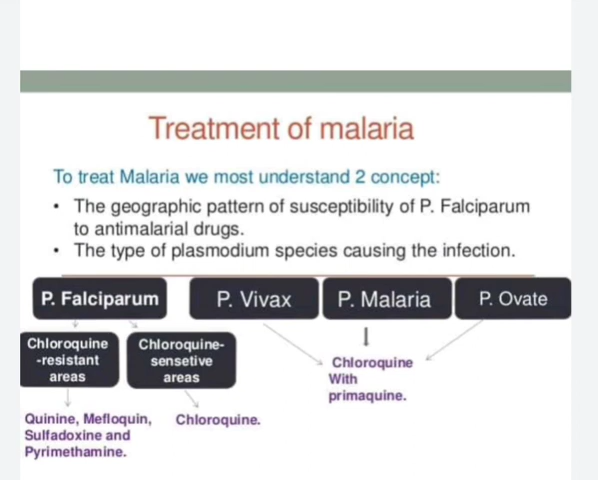 Treatment of malaria
To treat Malaria we most understand 2 concept:
• The geographic pattern of susceptibility of P. Falciparum
to antimalarial drugs.
• The type of plasmodium species causing the infection.
P. Falciparum
P. Vivax
P. Malaria
P. Ovate
Chloroquine
-resistant
areas
Chloroquine-
sensetive
areas
Chloroquine
With
primaquine.
Quinine, Mefloquin,
Sulfadoxine and
Pyrimethamine.
Chloroquine.